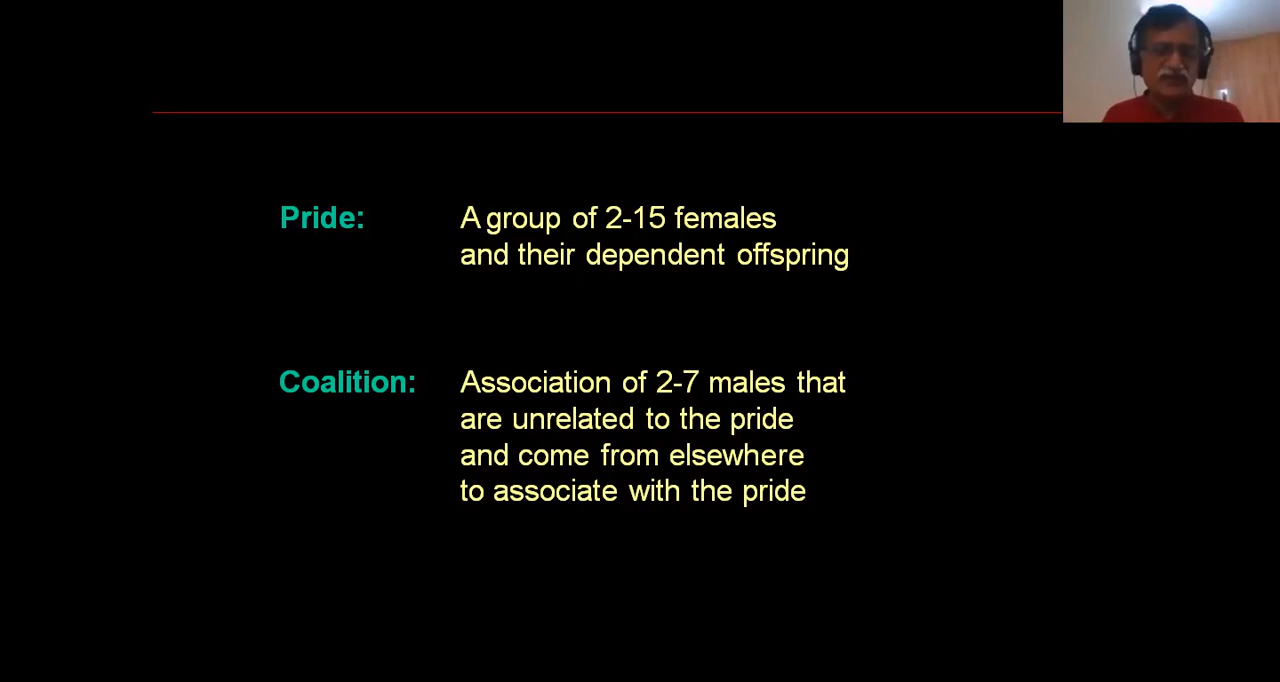 Pride:
A group of 2-15 females
and their dependent offspring
Coalition:
Association of 2-7 males that
are unrelated to the pride
and come from elsewhere
to associate with the pride